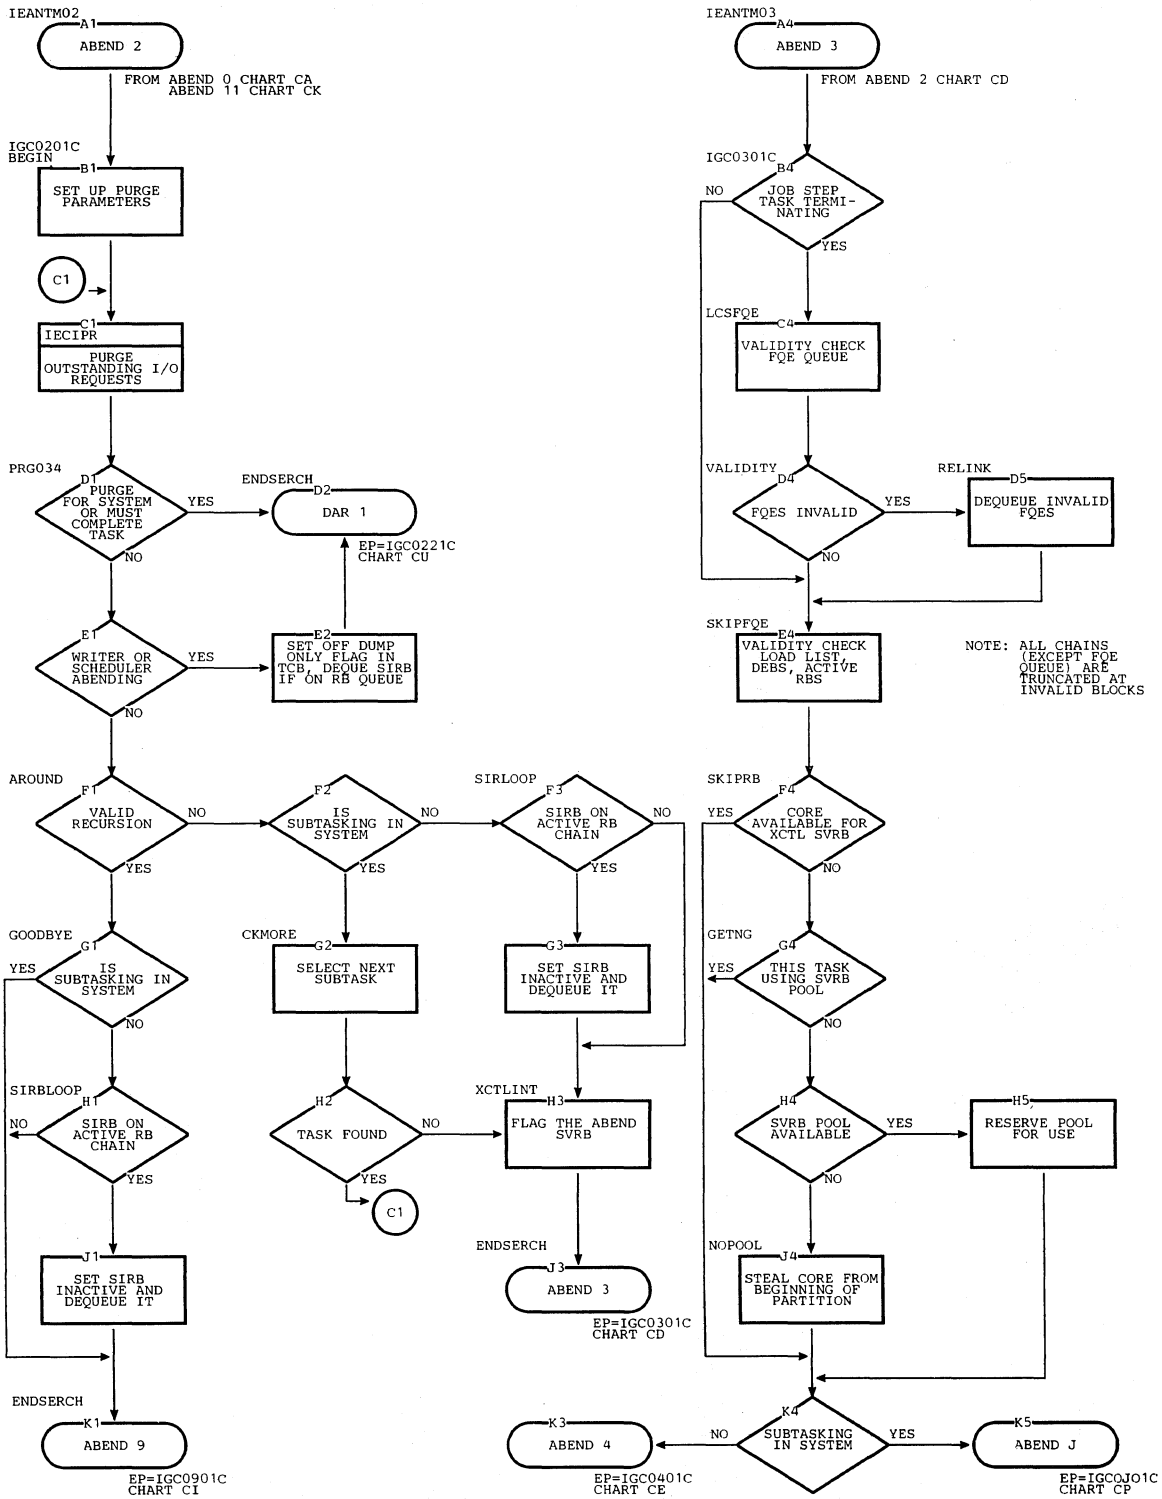 IEANTM02
A1
ABEND 2
FROM ABEND 0 CHART CA
ABEND 11 CHART CK
IGC0201C
BEGIN
B1
SET UP PURGE
PARAMETERS
C1
C1
IECIPR
PURGE
OUTSTANDING I/O
REQUESTS
PRG034
D1
PURGE
FOR SYSTEM
OR MUST
COMPLETE
TASK
YES
NO
ENDSERCH
D2
DAR 1
EP=IGC0221C
CHART CU
E1
WRITER OR
SCHEDULER
ABENDING
YES
NO
E2
SET OFF DUMP
ONLY FLAG IN
TCB, DEQUE SIRB
IF ON RB QUEUE
AROUND
F1
VALID
RECURSION
NO
YES
F2
IS
SUBTASKING IN
SYSTEM
NO
YES
SIRLOOP
F3
SIRB ON
ACTIVE RB
CHAIN
NO
YES
GOODBYE
G1
IS
SUBTASKING IN
SYSTEM
YES
NO
CKMORE
G2
SELECT NEXT
SUBTASK
G3
SET SIRB
INACTIVE AND
DEQUEUE IT
SIRBLOOP
H1
SIRB ON
ACTIVE RB
CHAIN
NO
YES
H2
TASK FOUND
NO
YES
C1
XCTLINT
H3
FLAG THE ABEND
SVRB
J1
SET SIRB
INACTIVE AND
DEQUEUE IT
ENDSERCH
J3
ABEND 3
EP=IGC0301C
CHART CD
ENDSERCH
K1
ABEND 9
EP=IGC0901C
CHART CI
IEANTM03
A4
ABEND 3
FROM ABEND 2 CHART CD
IGC0301C
B4
JOB STEP
TASK TERMI-
NATING
NO
YES
LCSFQE
C4
VALIDITY CHECK
FQE QUEUE
VALIDITY
D4
FQES INVALID
YES
NO
RELINK
D5
DEQUEUE INVALID
FQES
SKIPFQE
E4
VALIDITY CHECK
LOAD LIST,
DEBS, ACTIVE
RBS
NOTE: ALL CHAINS
(EXCEPT FQE
QUEUE) ARE
TRUNCATED AT
INVALID BLOCKS
SKIPRB
F4
CORE
AVAILABLE FOR
XCTL SVRB
YES
NO
GETNG
G4
THIS TASK
USING SVRB
POOL
YES
NO
H4
SVRB POOL
AVAILABLE
YES
NO
H5
RESERVE POOL
FOR USE
NOPOOL
J4
STEAL CORE FROM
BEGINNING OF
PARTITION
K4
SUBTASKING
IN SYSTEM
NO
YES
K3
ABEND 4
EP=IGC0401C
CHART CE
K5
ABEND J
EP=IGC0J01C
CHART CP